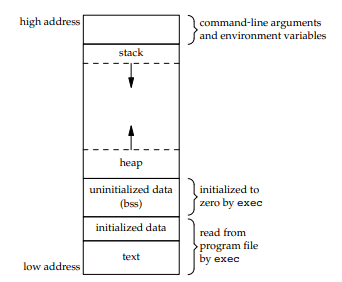 high address
command-line arguments
and environment variables
stack
heap
uninitialized data
(bss)
initialized to
zero by exec
initialized data
read from
program file
by exec
text
low address